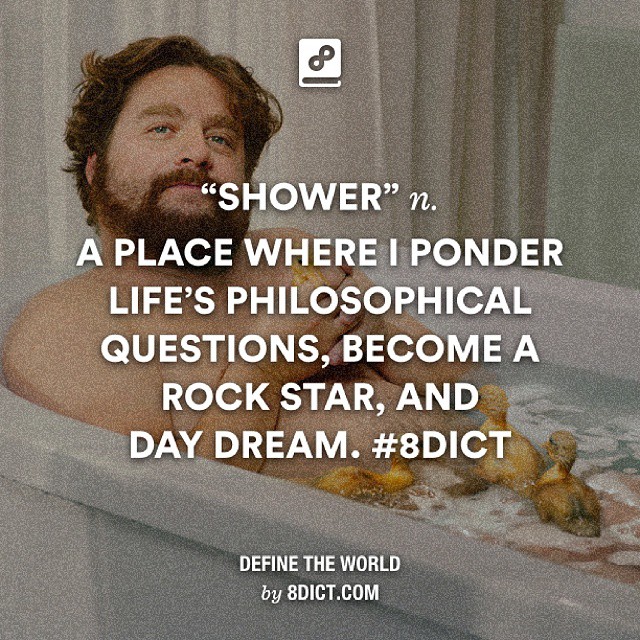 “SHOWER” n.
A PLACE WHERE I PONDER
LIFE’S PHILOSOPHICAL
QUESTIONS, BECOME A
ROCK STAR, AND
DAY DREAM. #8DICT
DEFINE THE WORLD
by 8DICT.COM